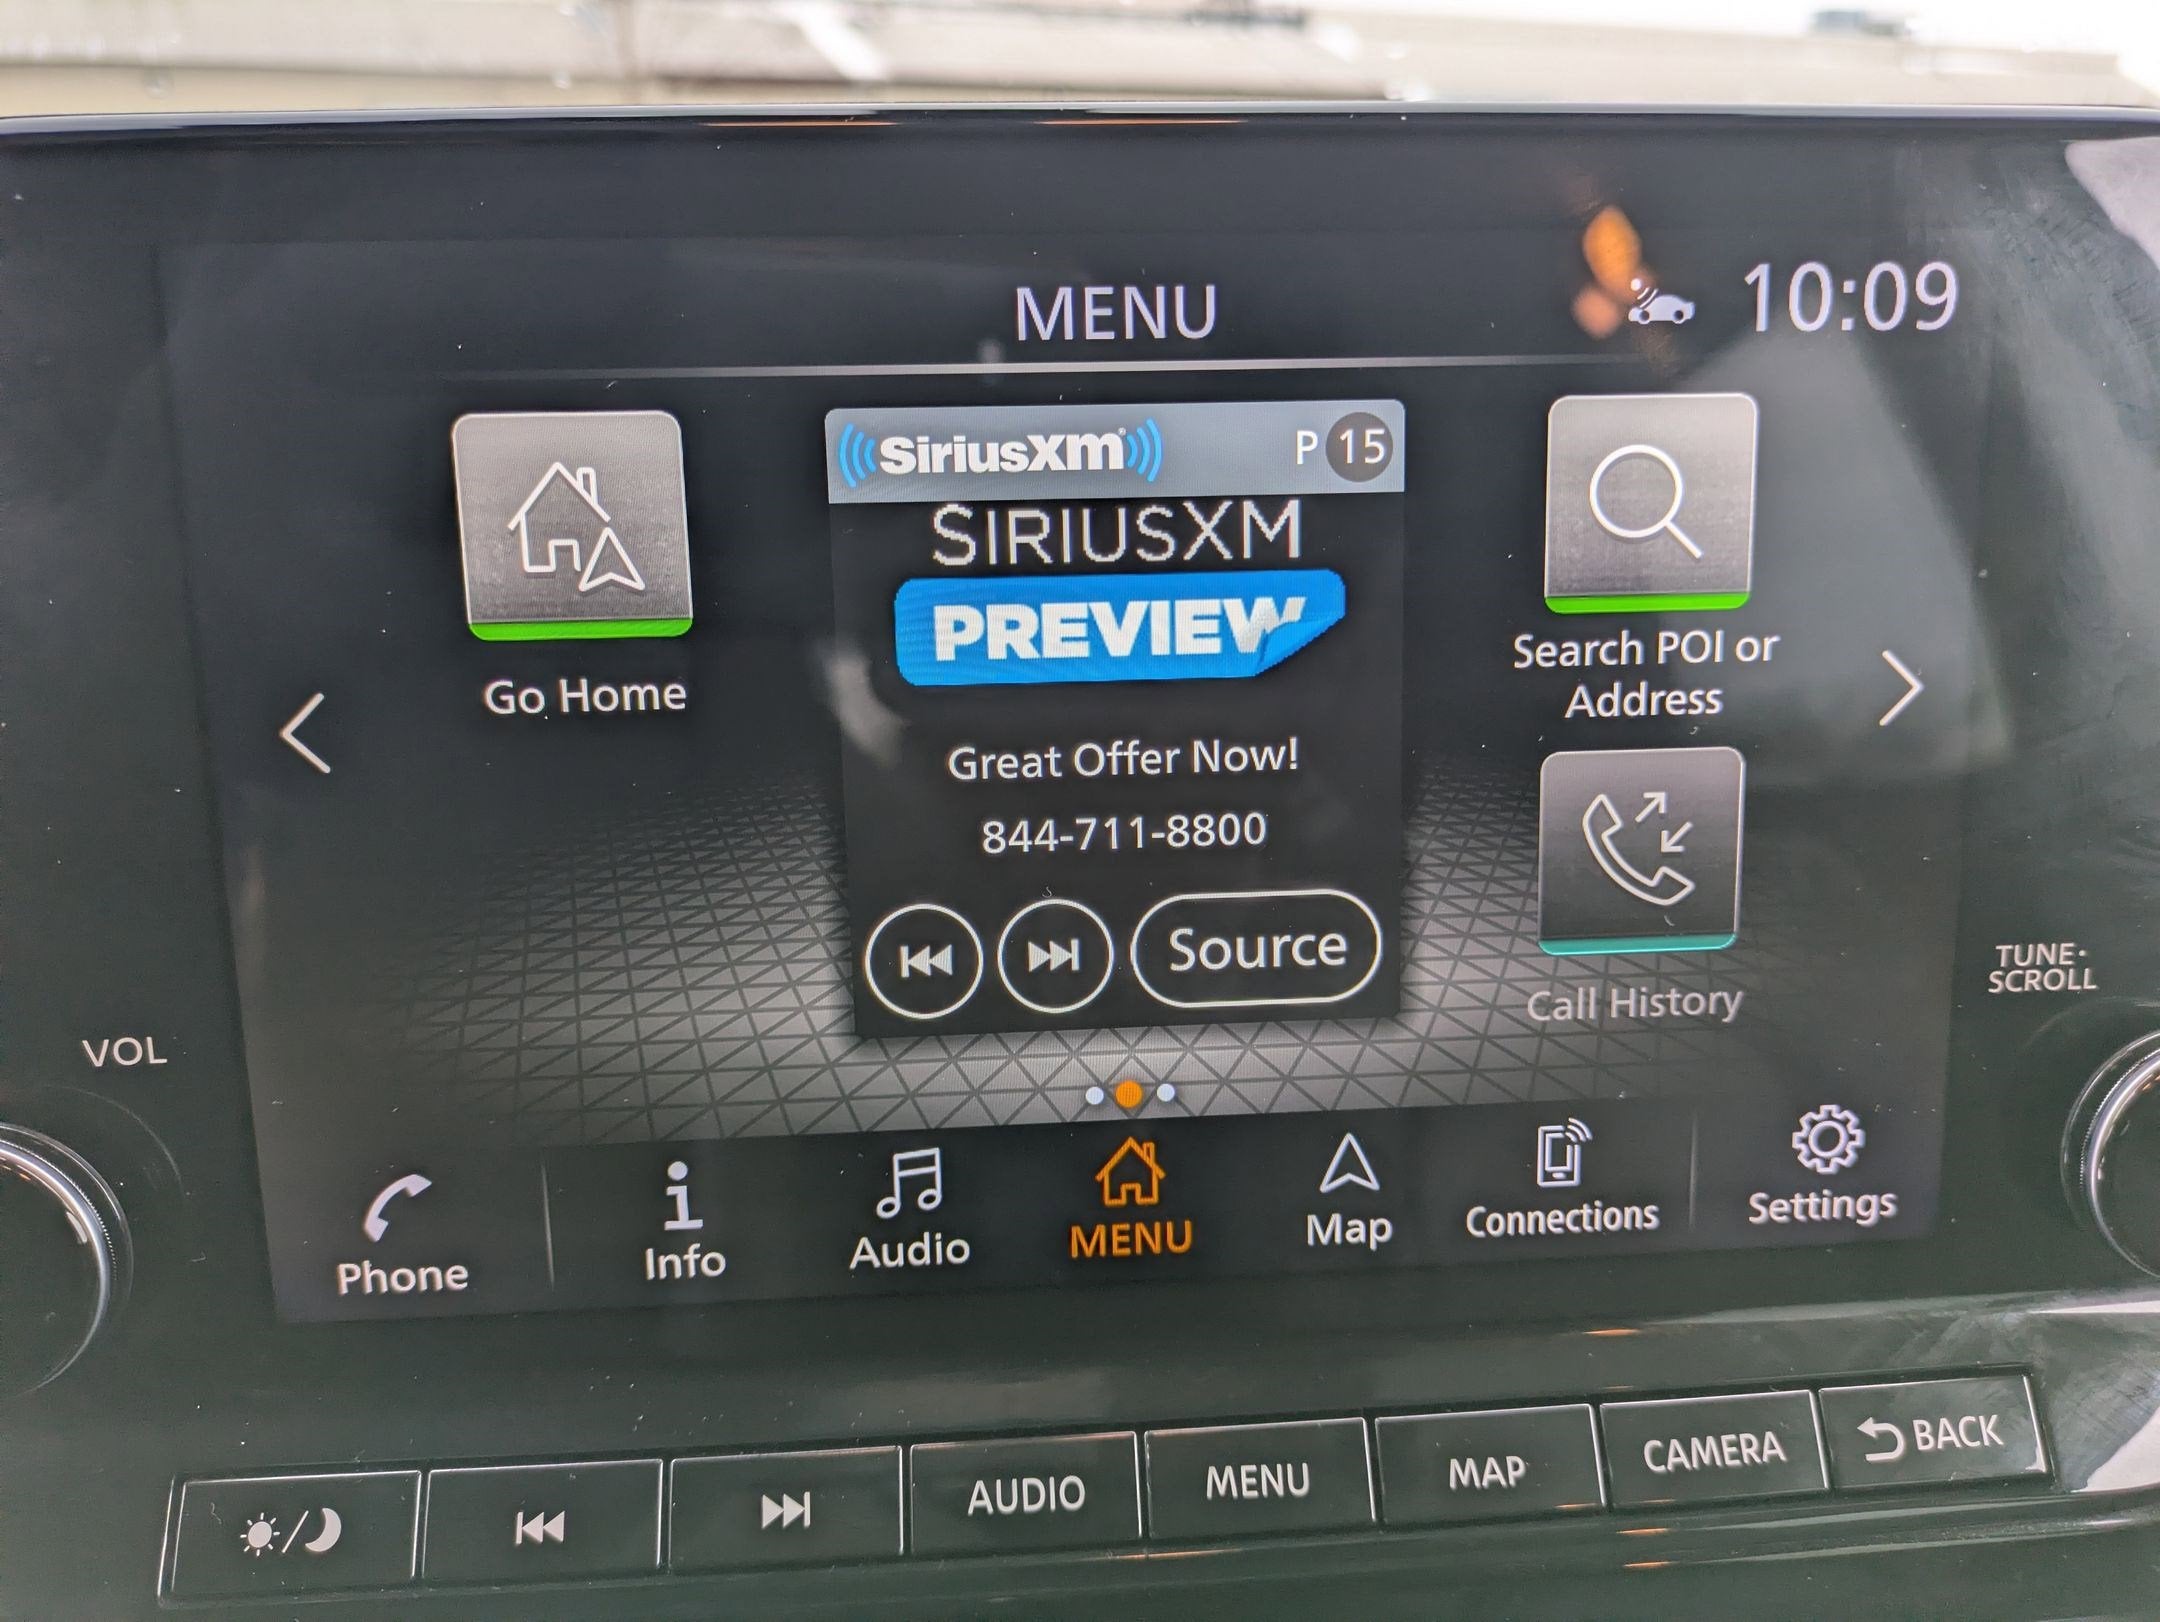 MENU
10:09
SiriusXM
P 15
SIRIUSXM
PREVIEW
Great Offer Now!
844-711-8800
Source
Go Home
Search POI or
Address
Call History
VOL
TUNE·
SCROLL
Phone
Info
Audio
MENU
Map
Connections
Settings
AUDIO
MENU
MAP
CAMERA
BACK